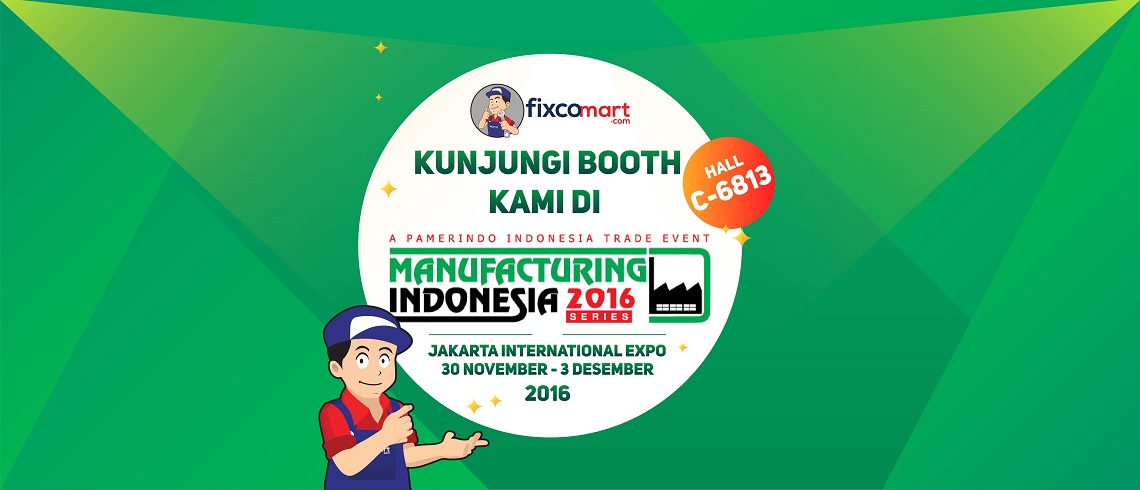 fixcomart
.com
KUNJUNGI BOOTH
KAMI DI
HALL
C-6813
A PAMERINDO INDONESIA TRADE EVENT
MANUFACTURING
INDONESIA 2016
SERIES
JAKARTA INTERNATIONAL EXPO
30 NOVEMBER - 3 DESEMBER
2016